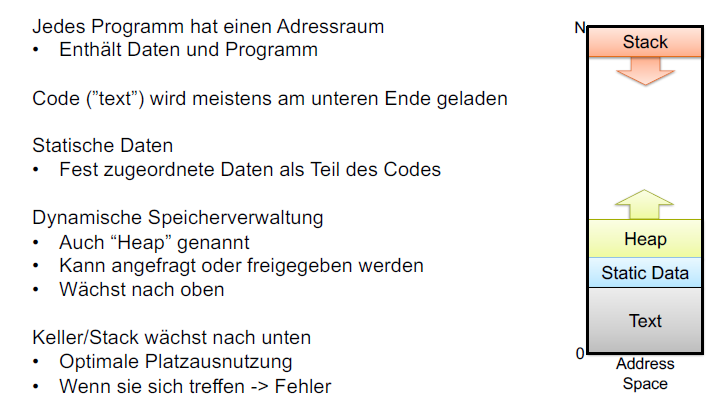 Jedes Programm hat einen Adressraum
• Enthält Daten und Programm
Code (”text”) wird meistens am unteren Ende geladen
Statische Daten
• Fest zugeordnete Daten als Teil des Codes
Dynamische Speicherverwaltung
• Auch “Heap” genannt
• Kann angefragt oder freigegeben werden
• Wächst nach oben
Keller/Stack wächst nach unten
• Optimale Platzausnutzung
• Wenn sie sich treffen -> Fehler
N
Stack
Heap
Static Data
Text
0
Address
Space